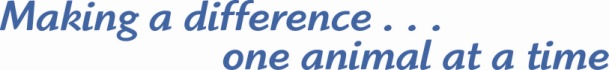 Making a difference . . .
one animal at a time